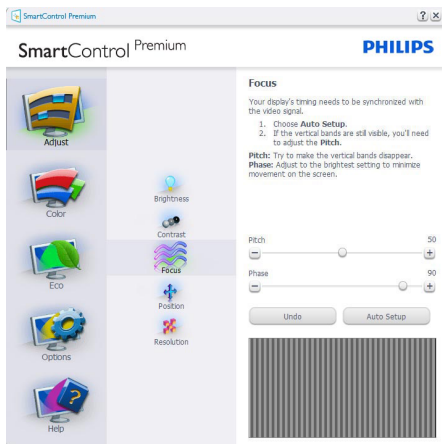 SmartControl Premium
SmartControl Premium
PHILIPS
Adjust
Color
Eco
Options
Help
Brightness
Contrast
Focus
Position
Resolution
Focus
Your display's timing needs to be synchronized with
the video signal.
1. Choose Auto Setup.
2. If the vertical bands are still visible, you'll need
to adjust the Pitch.
Pitch: Try to make the vertical bands disappear.
Phase: Adjust to the brightest setting to minimize
movement on the screen.
Pitch 50
Phase 90
Undo Auto Setup